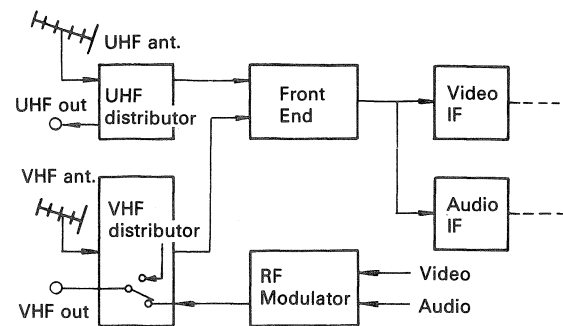 UHF ant.
UHF out
UHF
distributor
Front
End
Video
IF
VHF ant.
VHF
distributor
Audio
IF
RF
Modulator
Video
Audio
VHF out